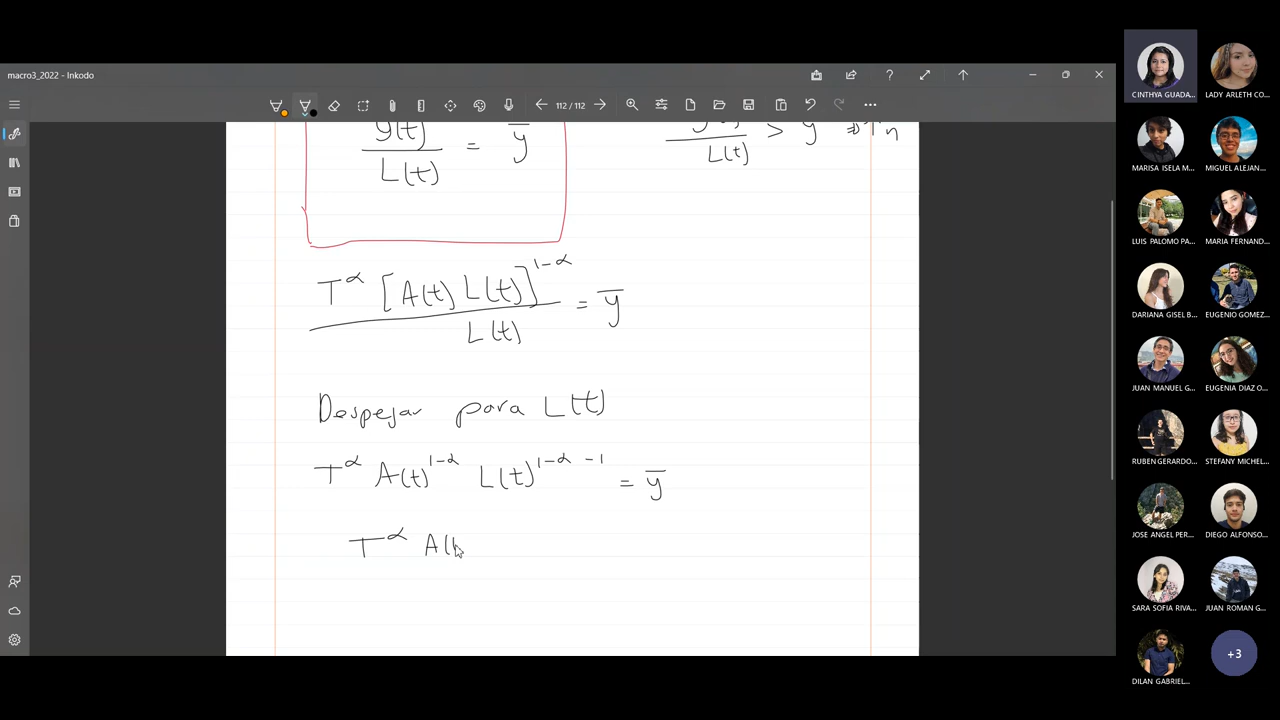 macro3_2022 - Inkodo
112 / 112
y(t) / L(t) = y̅
L(t) > y̅ ⇒ ↑n
T^α [A(t) L(t)]^1-α / L(t) = y̅
Despejar para L(t)
T^α A(t)^1-α L(t)^1-α -1 = y̅
T^α A(
CINTHYA GUADA...
LADY ARLETH CO...
MARISA ISELA M...
MIGUEL ALEJAN...
LUIS PALOMO PA...
MARIA FERNAND...
DARIANA GISEL B...
EUGENIO GOMEZ...
JUAN MANUEL G...
EUGENIA DIAZ O...
RUBEN GERARDO...
STEFANY MICHEL...
JOSE ANGEL PER...
DIEGO ALFONSO...
SARA SOFIA RIVA...
JUAN ROMAN G...
DILAN GABRIEL...
+3